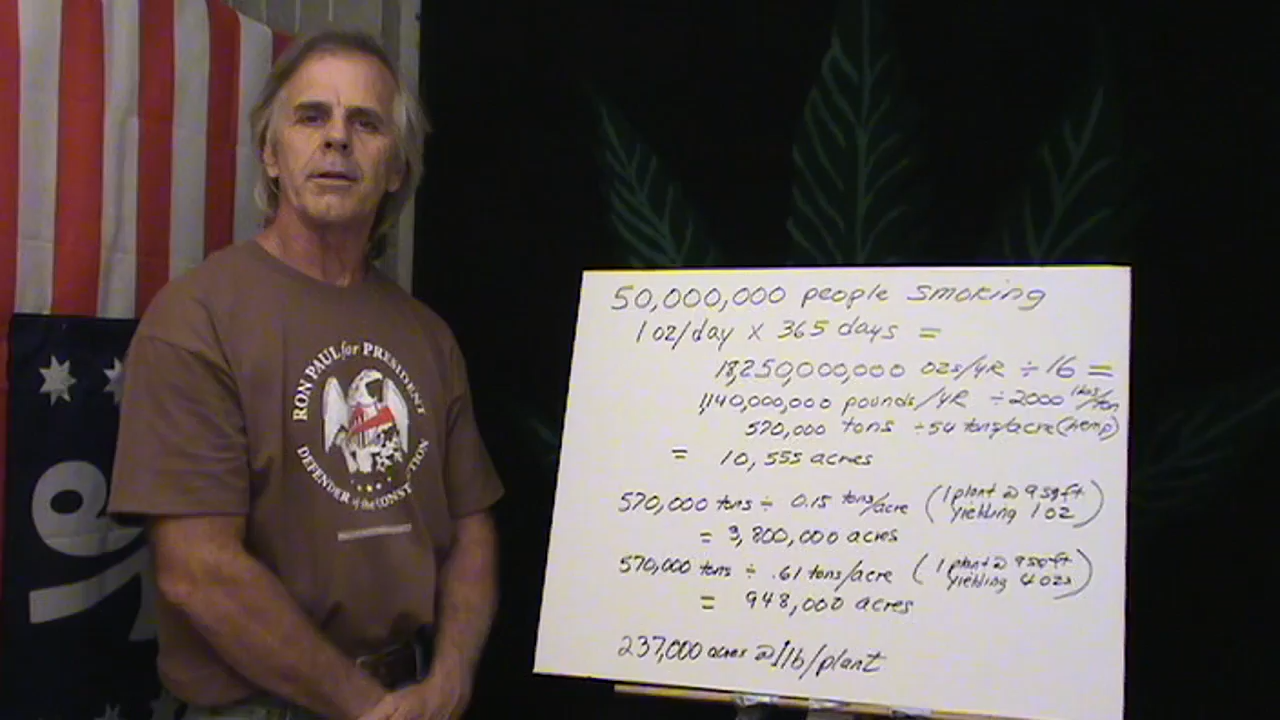 RON PAUL for PRESIDENT
DEFENDER of the CONST TION
76
50,000,000 people smoking
1 oz/day x 365 days =
18,250,000,000 ozs/YR ÷ 16 =
1,140,000,000 pounds/YR ÷ 2000 lbs/ton
570,000 tons ÷ 54 tons/acre (hemp)
= 10,555 acres
570,000 tons ÷ 0.15 tons/acre (1 plant @ 9 sq ft
yielding 1 oz)
= 3,800,000 acres
570,000 tons ÷ .61 tons/acre (1 plant @ 9 sq ft
yielding 4 ozs)
= 948,000 acres
237,000 acres @ 1 lb/plant